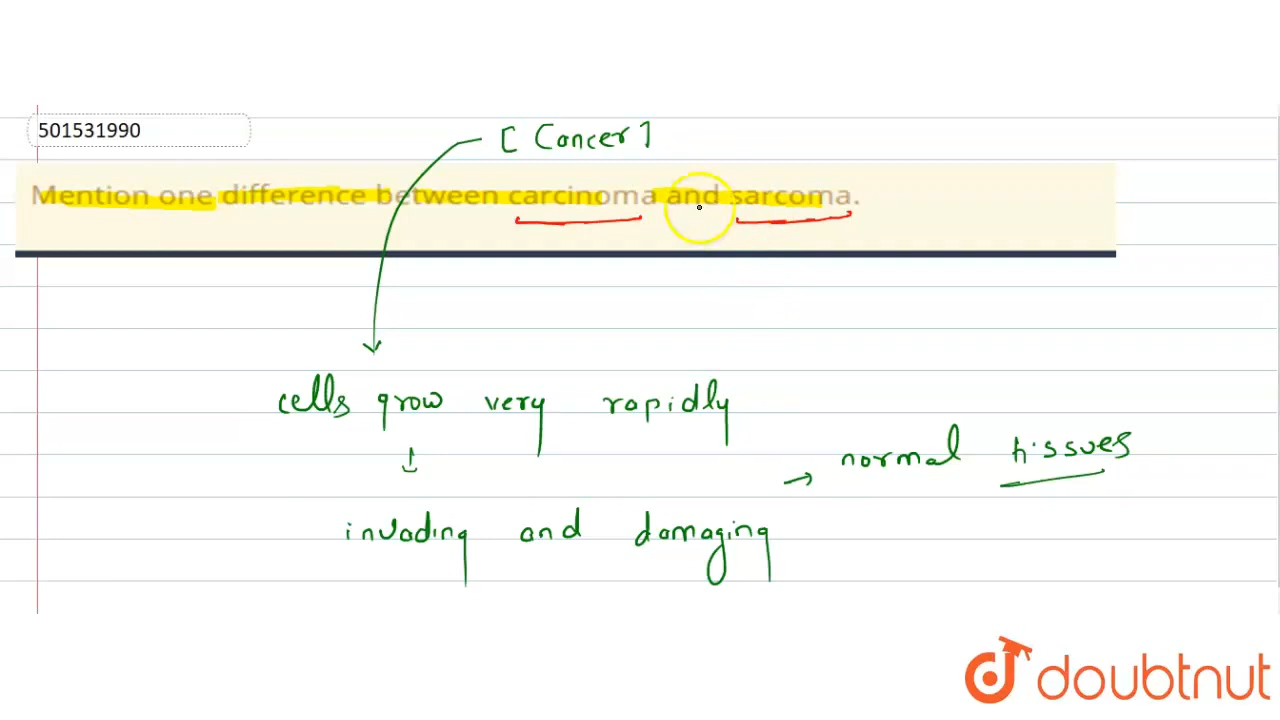 501531990
[ Cancer ]
Mention one difference between carcinoma and sarcoma.
cells grow very rapidly
normal tissues
invading and damaging
doubtnut